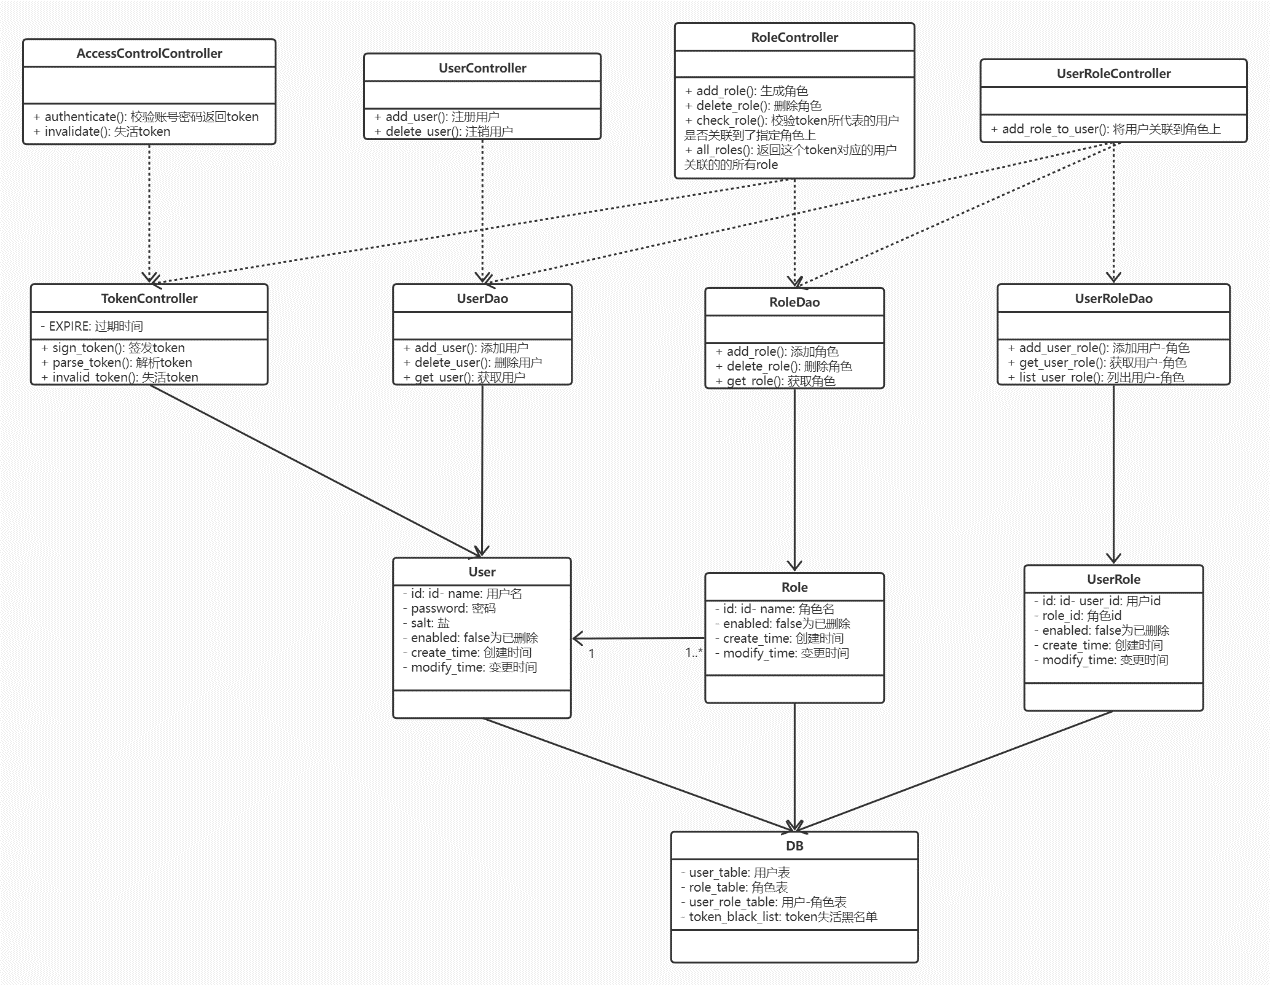 AccessControlController
+ authenticate(): 校验账号密码返回token
+ invalidate(): 失活token
UserController
+ add_user(): 注册用户
+ delete_user(): 注销用户
RoleController
+ add_role(): 生成角色
+ delete_role(): 删除角色
+ check_role(): 校验token所代表的用户
是否关联到了指定角色上
+ all_roles(): 返回这个token对应的用户
关联的的所有role
UserRoleController
+ add_role_to_user(): 将用户关联到角色上
TokenController
- EXPIRE: 过期时间
+ sign_token(): 签发token
+ parse_token(): 解析token
+ invalid_token(): 失活token
UserDao
+ add_user(): 添加用户
+ delete_user(): 删除用户
+ get_user(): 获取用户
RoleDao
+ add_role(): 添加角色
+ delete_role(): 删除角色
+ get_role(): 获取角色
UserRoleDao
+ add_user_role(): 添加用户-角色
+ get_user_role(): 获取用户-角色
+ list_user_role(): 列出用户-角色
User
- id: id- name: 用户名
- password: 密码
- salt: 盐
- enabled: false为已删除
- create_time: 创建时间
- modify_time: 变更时间
1
1..*
Role
- id: id- name: 角色名
- enabled: false为已删除
- create_time: 创建时间
- modify_time: 变更时间
UserRole
- id: id- user_id: 用户id
- role_id: 角色id
- enabled: false为已删除
- create_time: 创建时间
- modify_time: 变更时间
DB
- user_table: 用户表
- role_table: 角色表
- user_role_table: 用户-角色表
- token_black_list: token失活黑名单